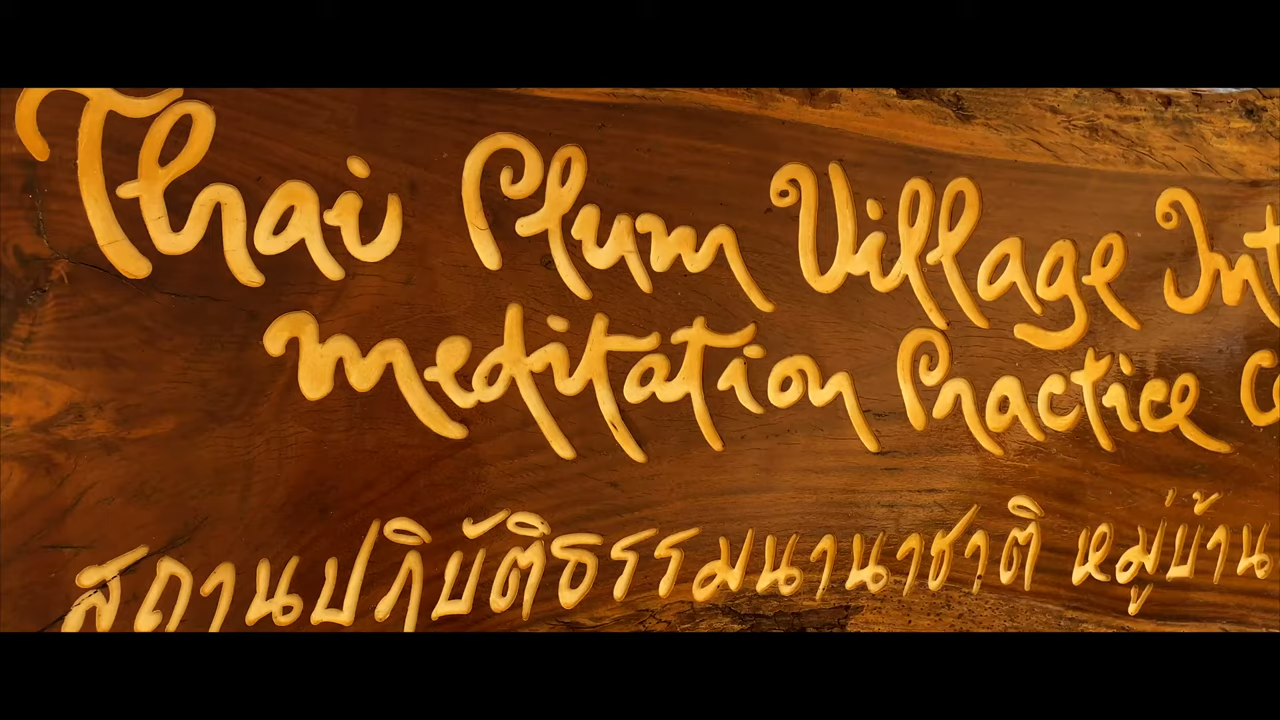 Thai Plum Village Int
meditation Practice C
สถานปฏิบัติธรรมนานาชาติ หมู่บ้าน